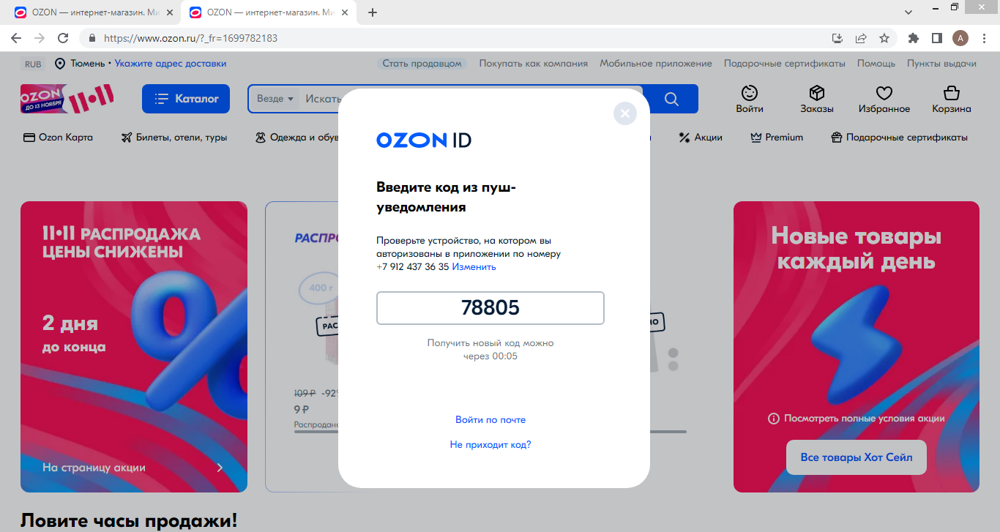 OZON — интернет-магазин. Ми
OZON — интернет-магазин. Ми
https://www.ozon.ru/?_fr=1699782183
A
RUB
Тюмень • Укажите адрес доставки
Стать продавцом
Покупать как компания
Мобильное приложение
Подарочные сертификаты
Помощь
Пункты выдачи
OZON
ДО 13 НОЯБРЯ
11•11
Каталог
Везде
Искать
Войти
Заказы
Избранное
Корзина
Ozon Карта
Билеты, отели, туры
Одежда и обув
Акции
Premium
Подарочные сертификаты
OZON ID
Введите код из пуш-
уведомления
Проверьте устройство, на котором вы
авторизованы в приложении по номеру
+7 912 437 36 35 Изменить
78805
Получить новый код можно
через 00:05
Войти по почте
Не приходит код?
11•11 РАСПРОДАЖА
ЦЕНЫ СНИЖЕНЫ
2 дня
до конца
На страницу акции
РАСПРО
400 г
РАС
109 ₽ -92%
9 ₽
Распродано
НО
Новые товары
каждый день
Посмотреть полные условия акции
Все товары Хот Сейл
Ловите часы продажи!